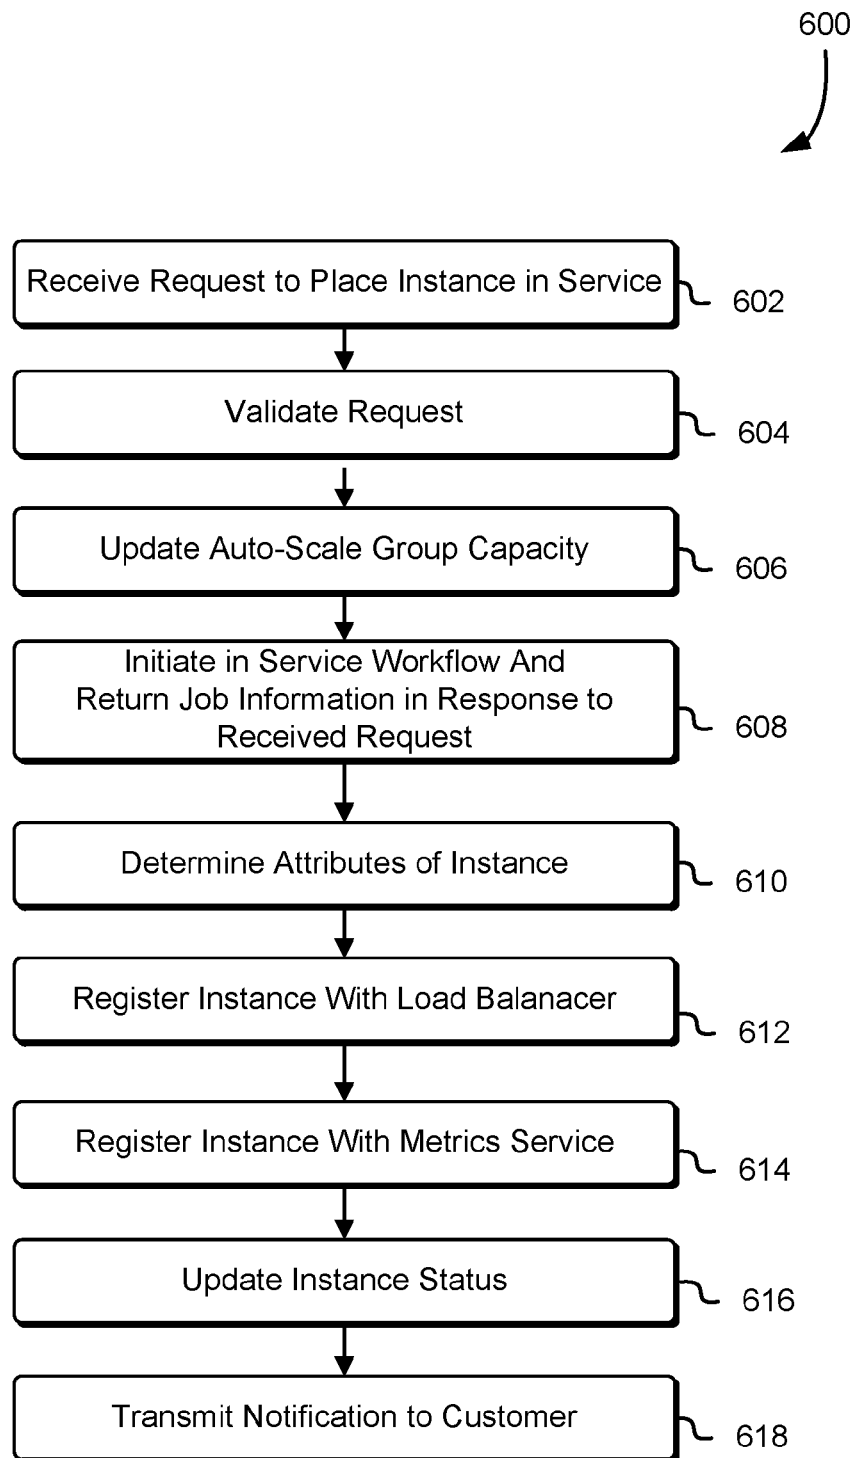 600
Receive Request to Place Instance in Service
602
Validate Request
604
Update Auto-Scale Group Capacity
606
Initiate in Service Workflow And
Return Job Information in Response to
Received Request
608
Determine Attributes of Instance
610
Register Instance With Load Balanacer
612
Register Instance With Metrics Service
614
Update Instance Status
616
Transmit Notification to Customer
618